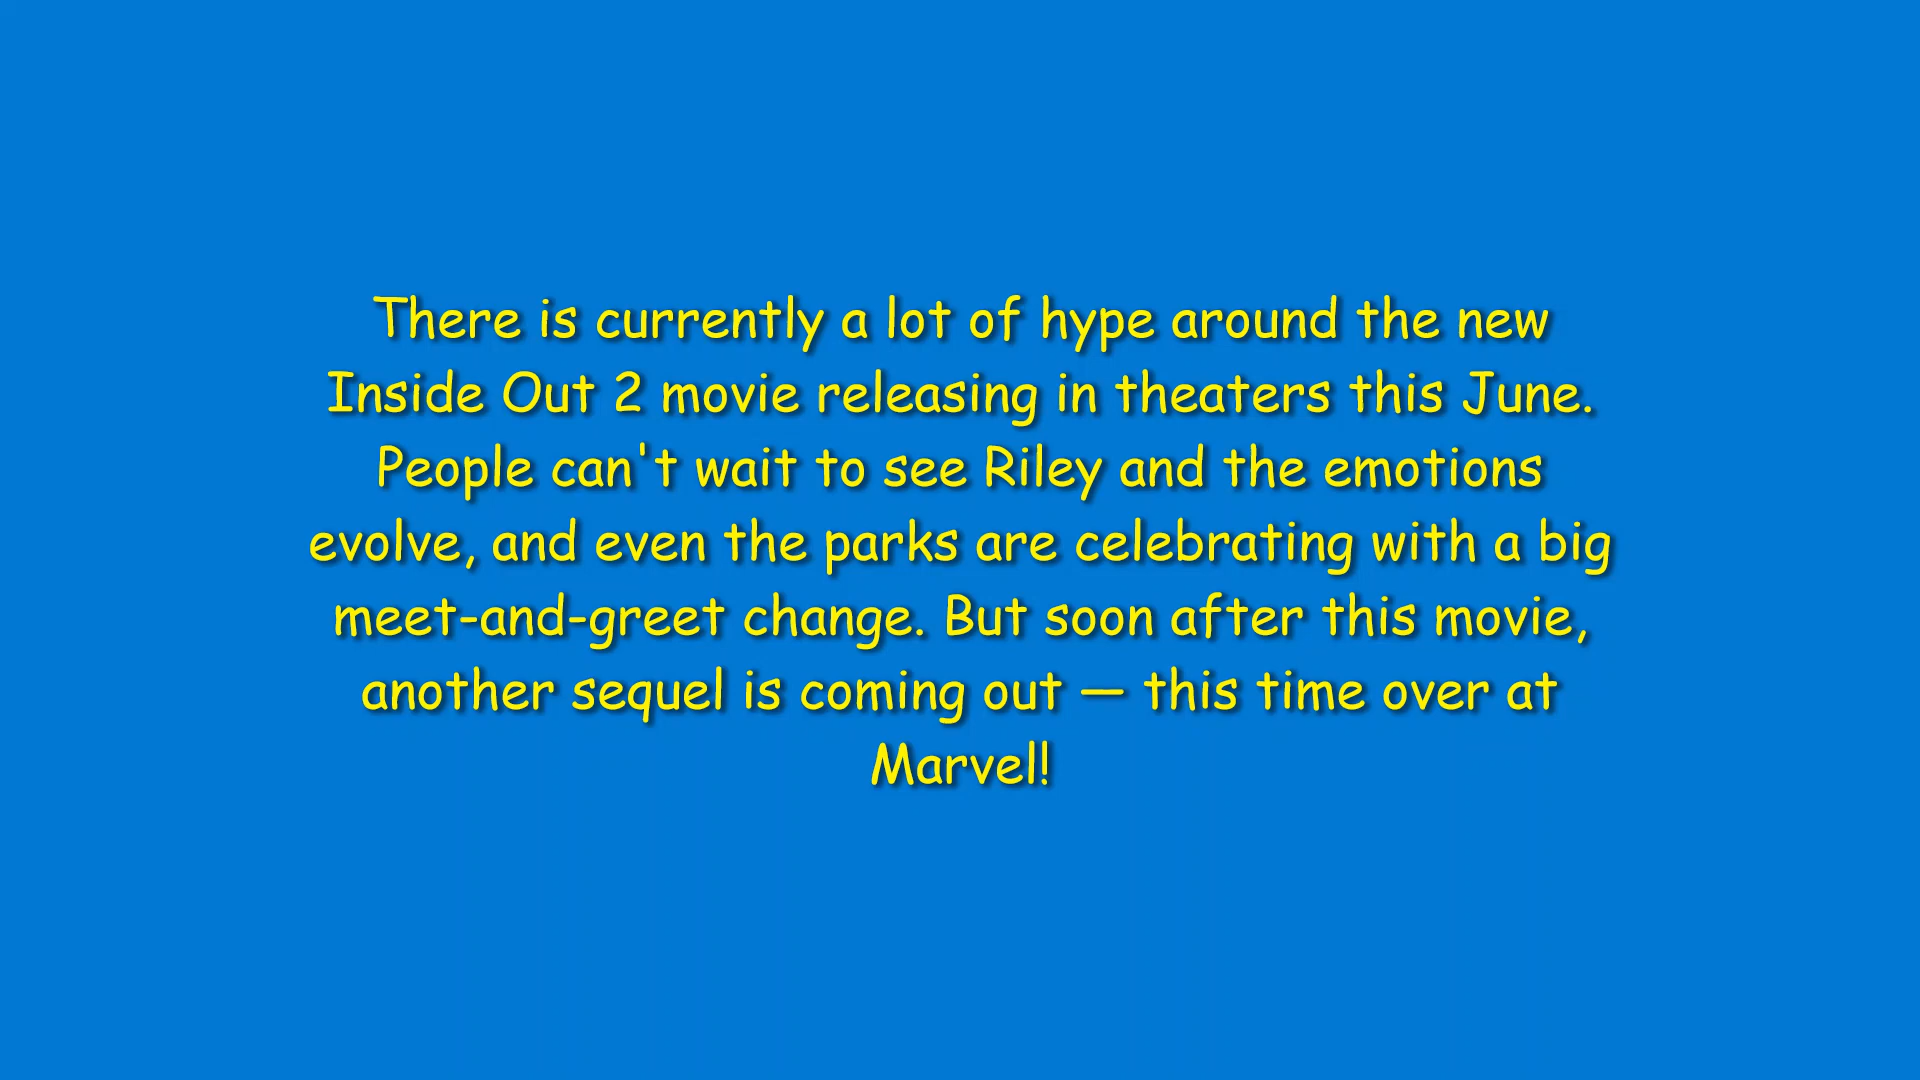 There is currently a lot of hype around the new
Inside Out 2 movie releasing in theaters this June.
People can't wait to see Riley and the emotions
evolve, and even the parks are celebrating with a big
meet-and-greet change. But soon after this movie,
another sequel is coming out — this time over at
Marvel!